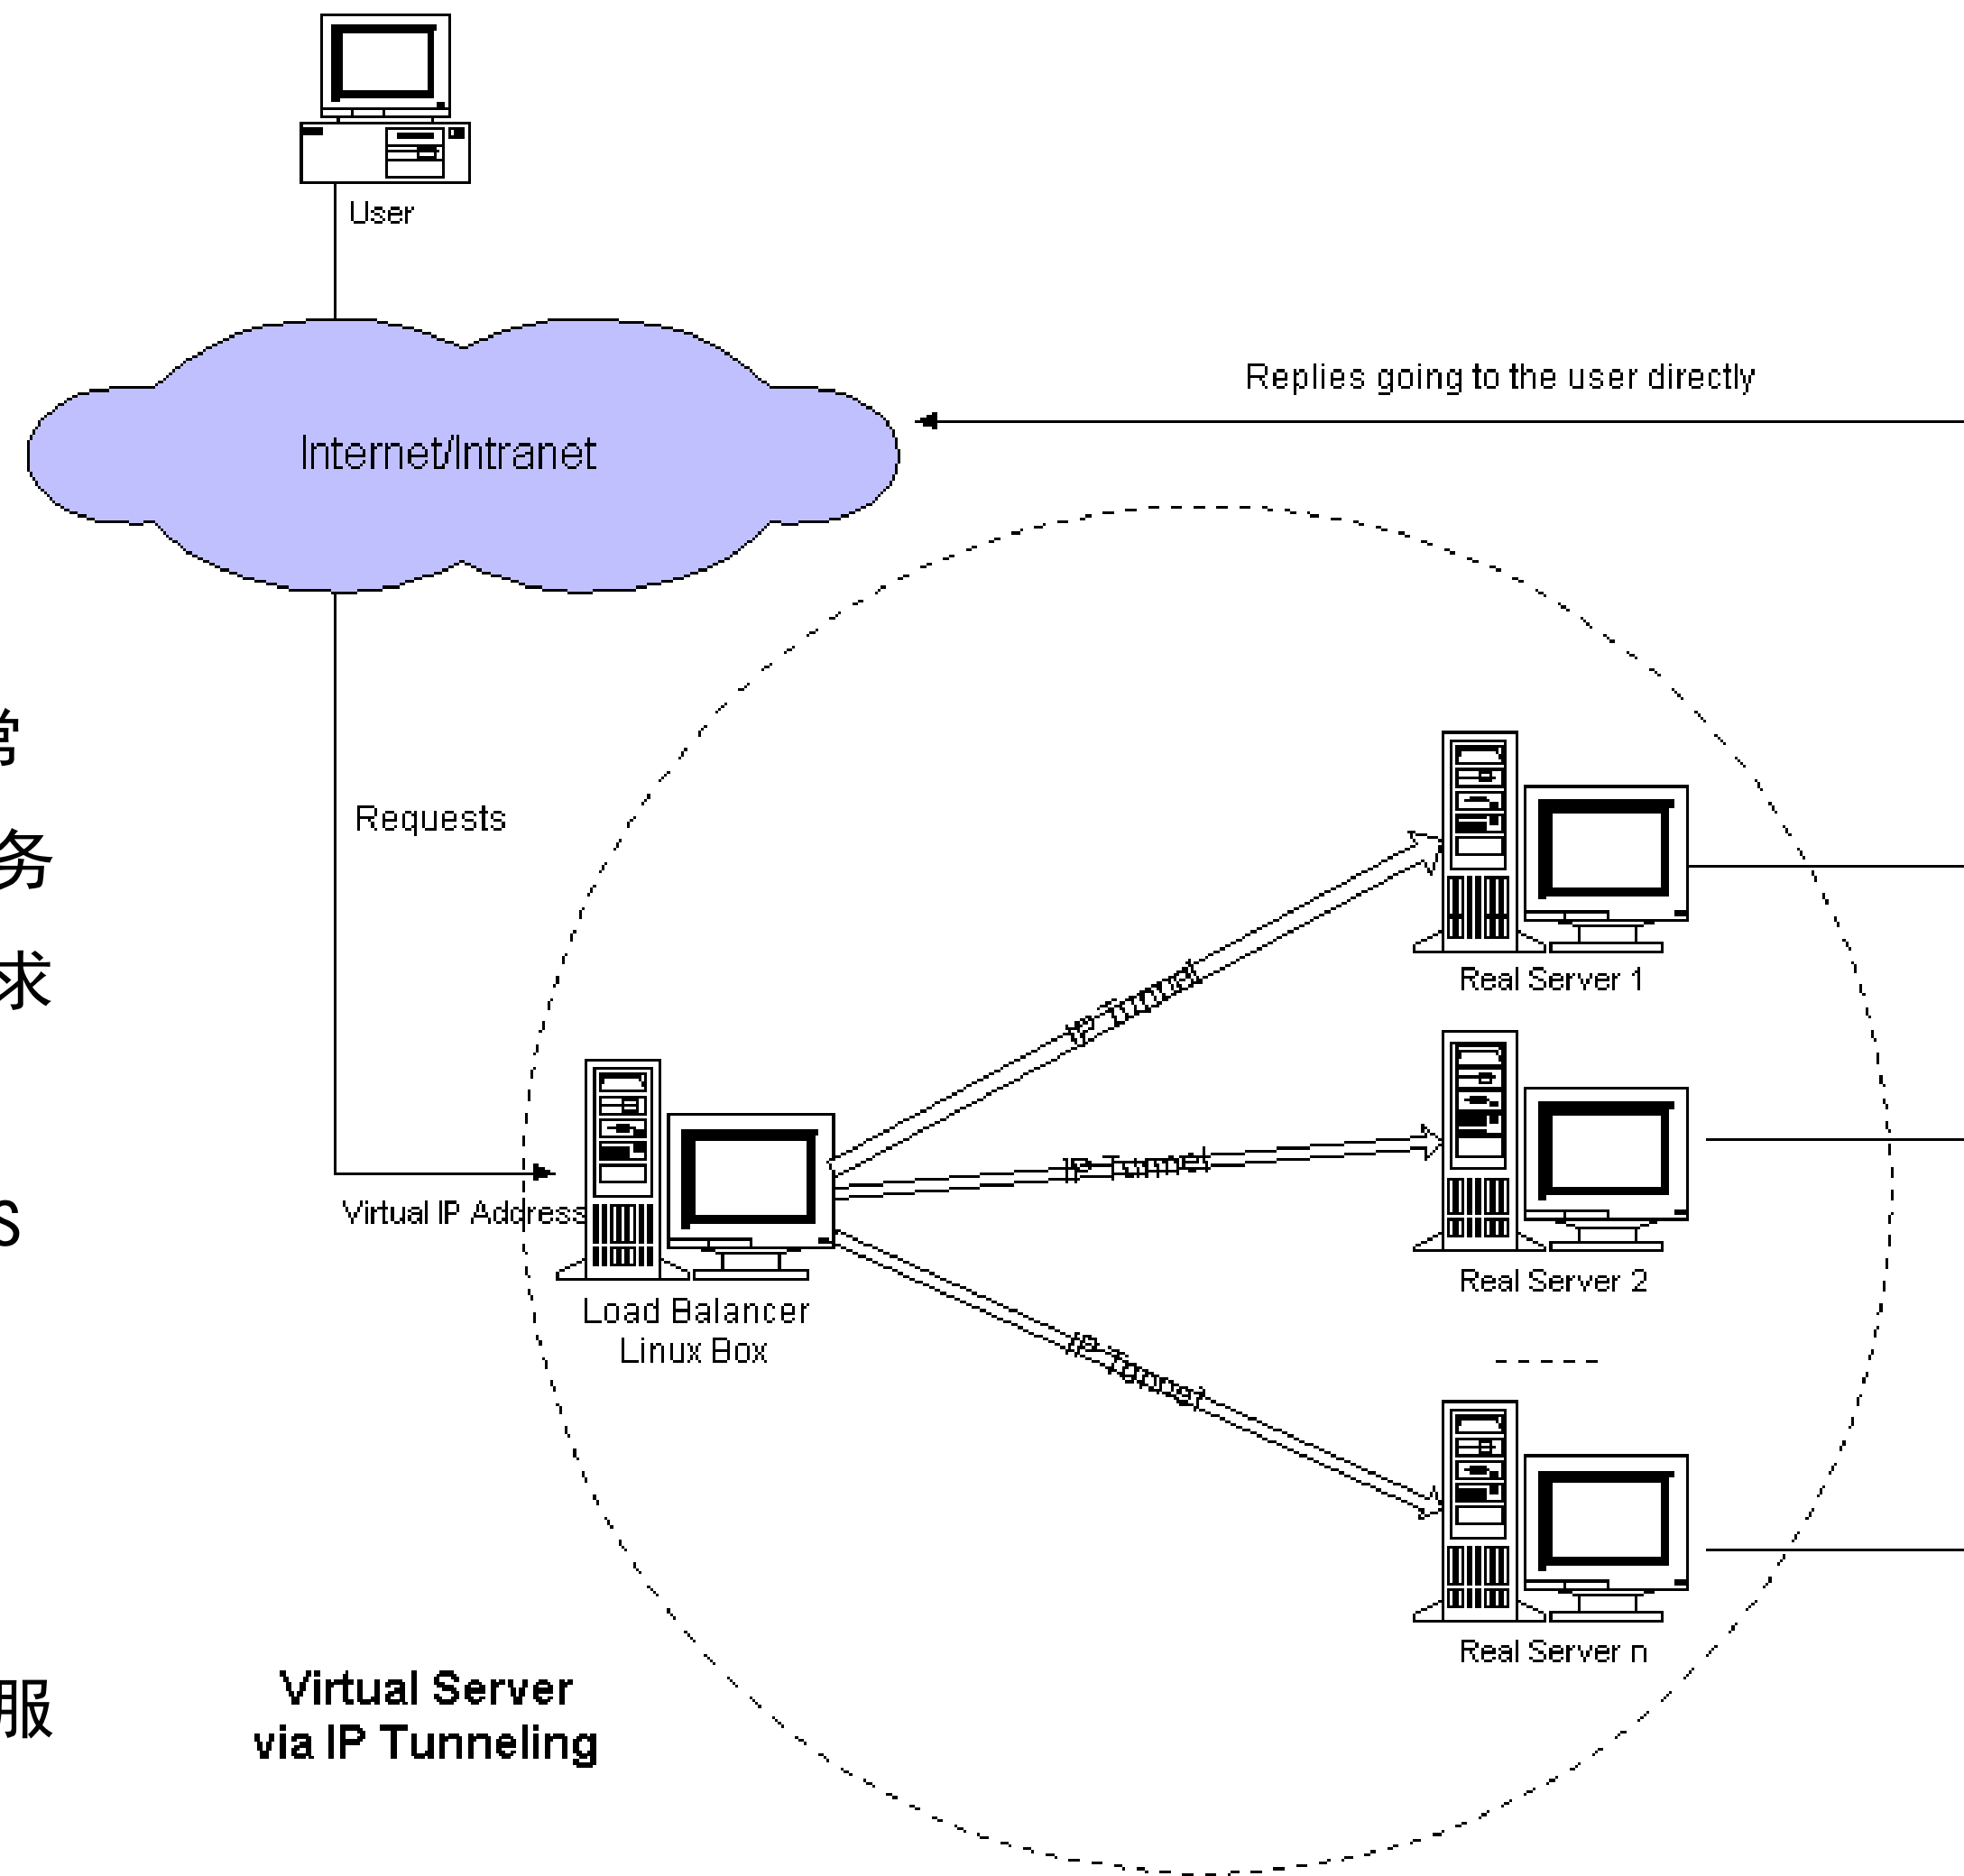 User
Replies going to the user directly
Internet/Intranet
常
务
求
S
服
Requests
Real Server 1
IP Tunnel
Real Server 2
IP Tunnel
Virtual IP Address
Load Balancer
Linux Box
IP Tunnel
Real Server n
Virtual Server
via IP Tunneling